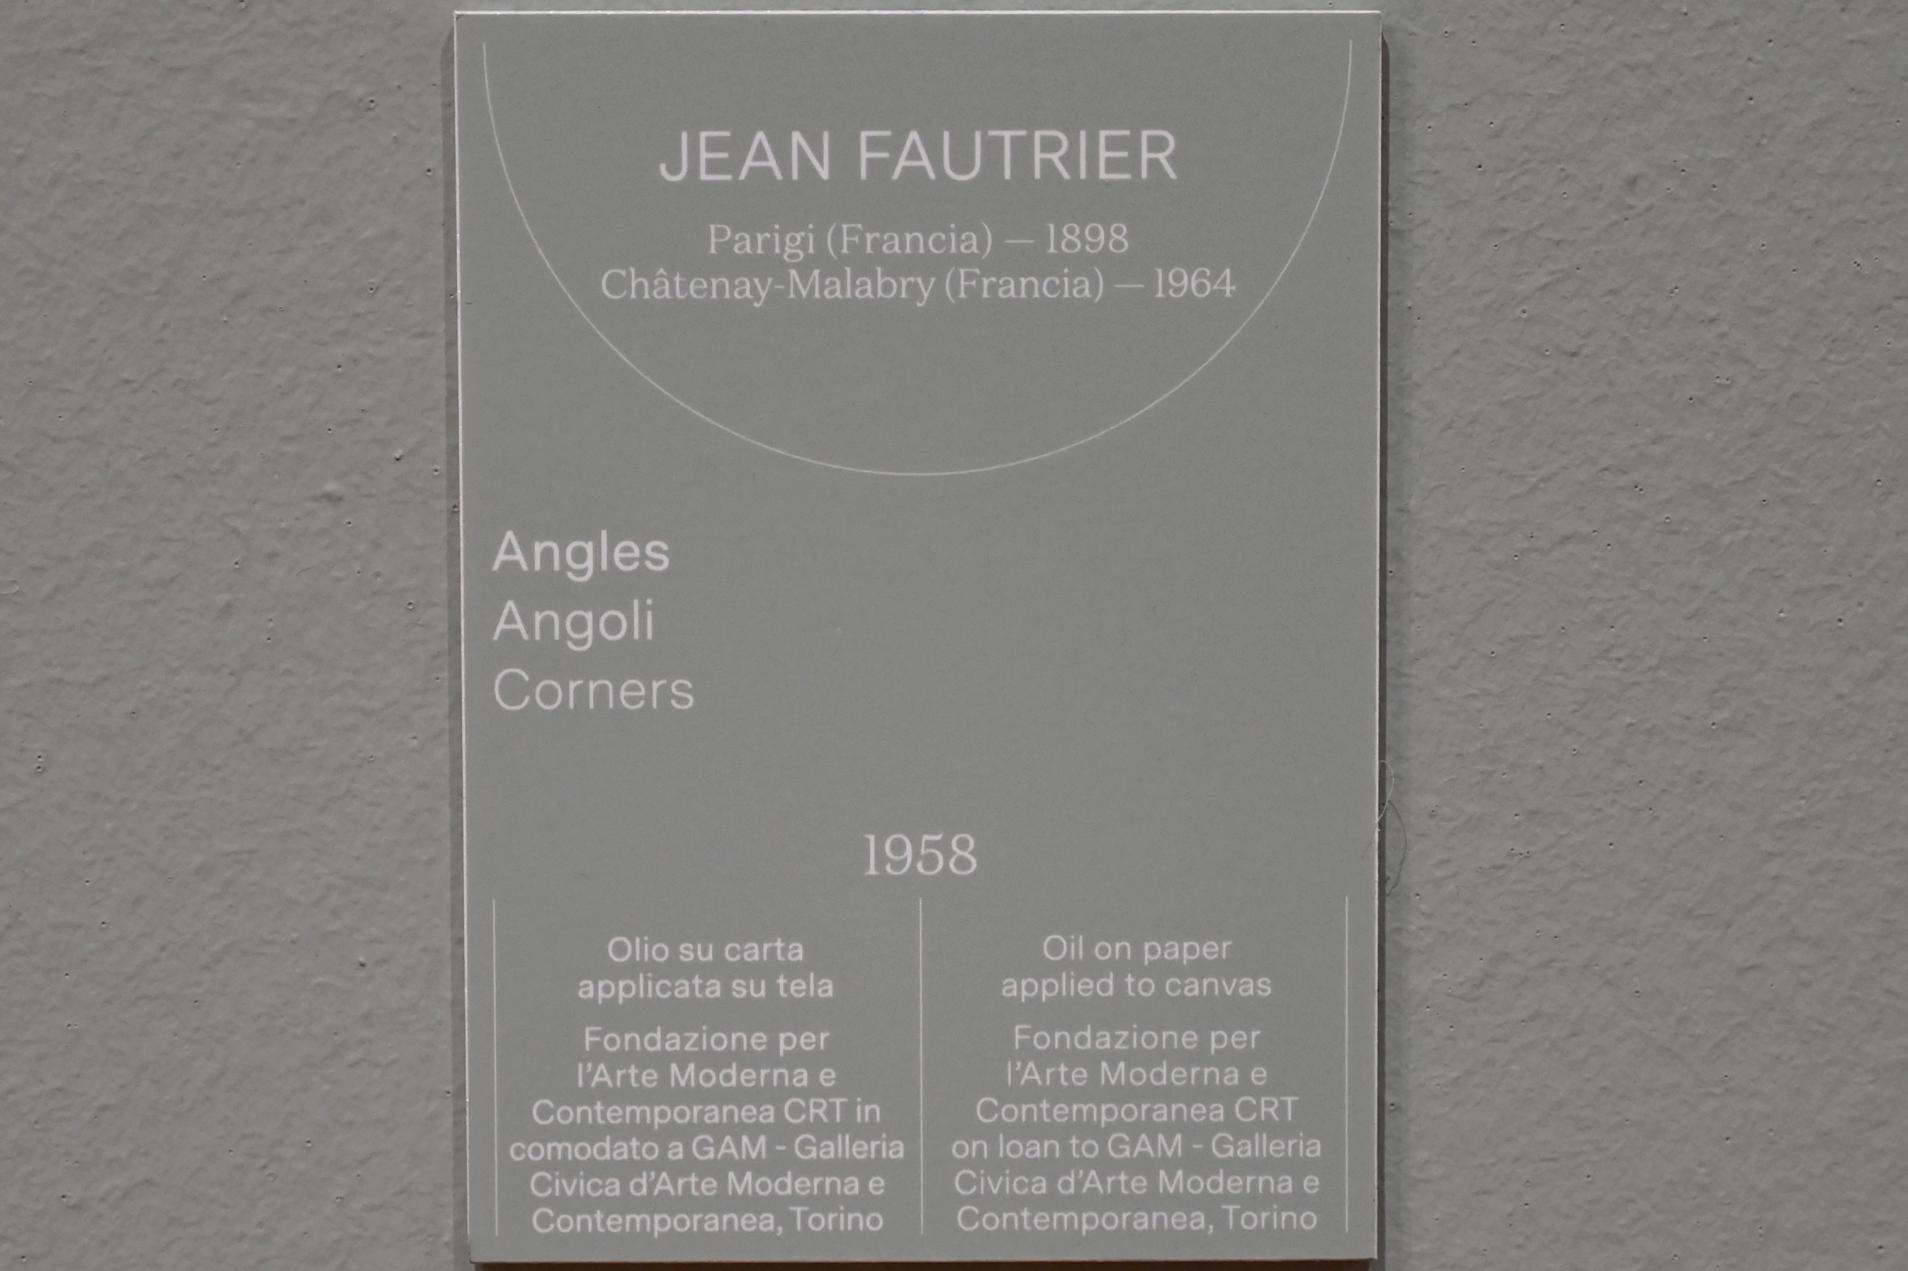 JEAN FAUTRIER
Parigi (Francia) — 1898
Châtenay-Malabry (Francia) — 1964
Angles
Angoli
Corners
1958
Olio su carta
applicata su tela
Fondazione per
l'Arte Moderna e
Contemporanea CRT in
comodato a GAM - Galleria
Civica d'Arte Moderna e
Contemporanea, Torino
Oil on paper
applied to canvas
Fondazione per
l'Arte Moderna e
Contemporanea CRT
on loan to GAM - Galleria
Civica d'Arte Moderna e
Contemporanea, Torino